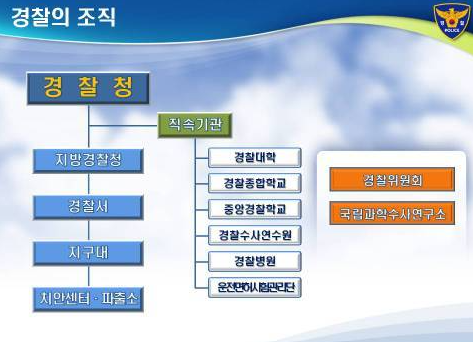 경찰의 조직
POLICE
경 찰 청
직속기관
지방경찰청
경찰서
지구대
치안센터 · 파출소
경찰대학
경찰종합학교
중앙경찰학교
경찰수사연수원
경찰병원
운전면허시험관리단
경찰위원회
국립과학수사연구소